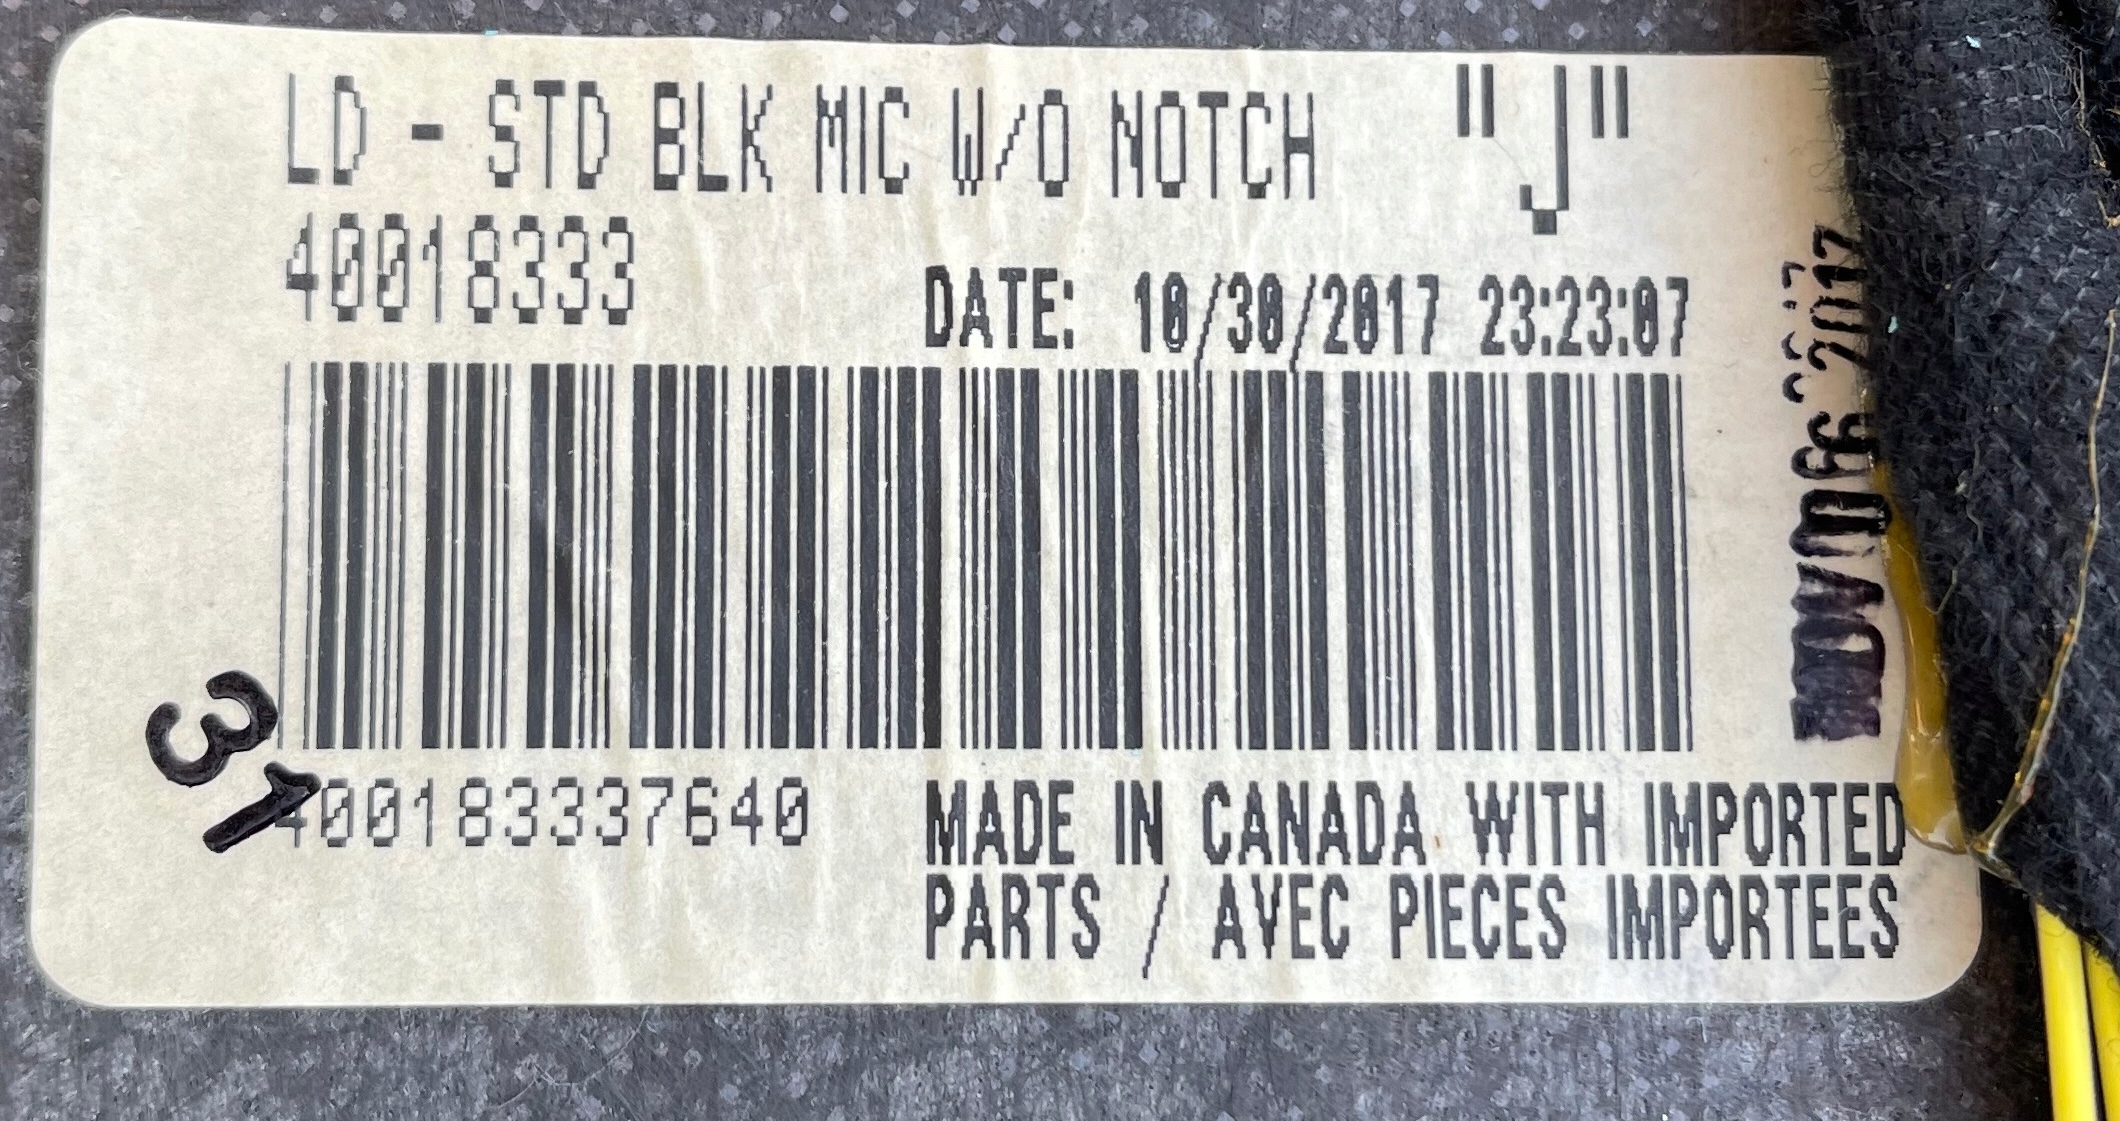 LD - STD BLK MIC W/O NOTCH "J"
40018333
DATE: 10/30/2017 23:23:07
31
400183337640
MADE IN CANADA WITH IMPORTED
PARTS / AVEC PIECES IMPORTEES
2017